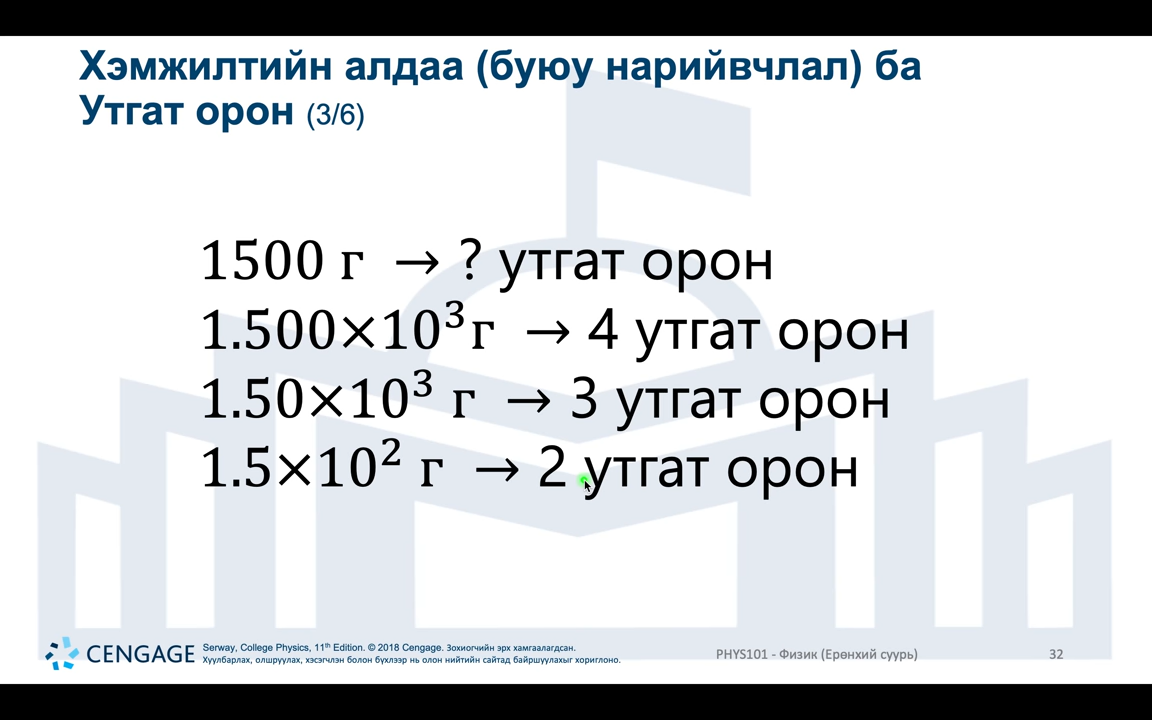 Хэмжилтийн алдаа (буюу нарийвчлал) ба
Утгат орон (3/6)
1500 г → ? утгат орон
1.500×10³г → 4 утгат орон
1.50×10³ г → 3 утгат орон
1.5×10² г → 2 утгат орон
CENGAGE
Serway, College Physics, 11th Edition. © 2018 Cengage. Зохиогчийн эрх хамгаалагдсан.
Хуулбарлах, олшруулах, хэсэгчлэн болон бүхлээр нь олон нийтийн сайтад байршуулахыг хориглоно.
PHYS101 - Физик (Ерөнхий суурь)
32